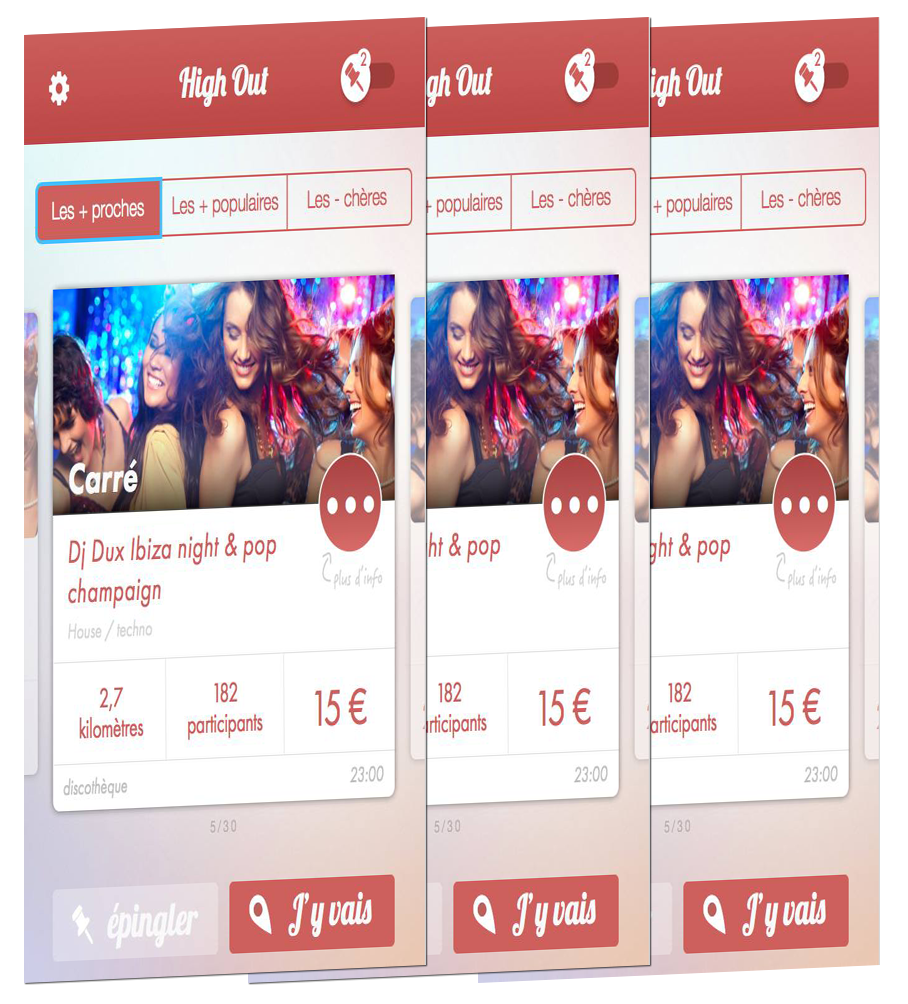 High Out
2
Les + proches
Les + populaires
Les - chères
Carré
Dj Dux Ibiza night & pop
champaign
plus d'info
House / techno
2,7
kilomètres
182
participants
15 €
discothèque
23:00
5/30
épingler
J'y vais
gh Out
2
+ populaires
Les - chères
ht & pop
plus d'info
182
articipants
15 €
23:00
5/30
J'y vais
igh Out
2
+ populaires
Les - chères
ght & pop
plus d'info
182
articipants
15 €
23:00
5/30
J'y vais